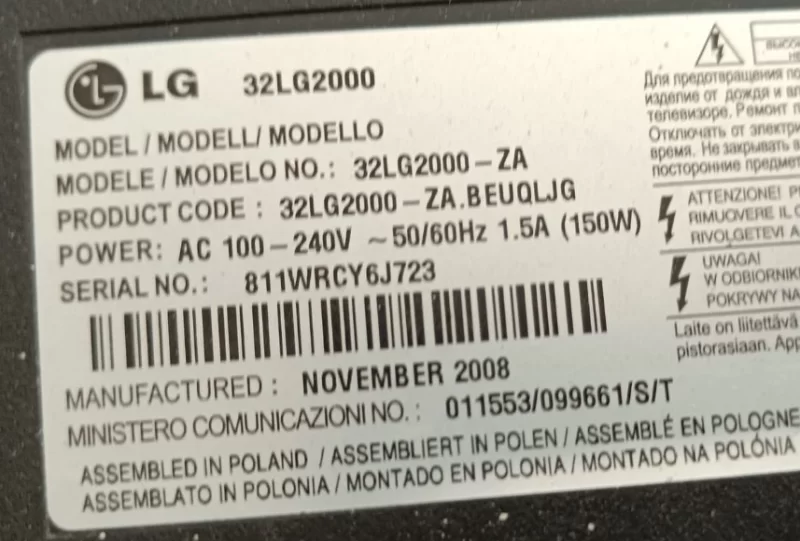 LG 32LG2000
MODEL / MODELL/ MODELLO
MODELE / MODELO NO.: 32LG2000-ZA
PRODUCT CODE : 32LG2000-ZA.BEUQLJG
POWER: AC 100-240V ~50/60Hz 1.5A (150W)
SERIAL NO.: 811WRCY6J723
MANUFACTURED : NOVEMBER 2008
MINISTERO COMUNICAZIONI NO.: 011553/099661/S/T
ASSEMBLED IN POLAND / ASSEMBLIERT IN POLEN / ASSEMBLÉ EN POLOGNE
ASSEMBLATO IN POLONIA / MONTADO EN POLONIA / MONTADO NA POLÓNIA
Для предотвращения по
изделие от дождя и вл
телевизоре. Ремонт п
Отключать от электри
время. Не закрывать в
посторонние предмет
ATTENZIONE! P
RIMUOVERE IL C
RIVOLGETEVI A
UWAGA!
W ODBIORNIK
POKRYWY NA
Laite on liitettävä
pistorasiaan. App